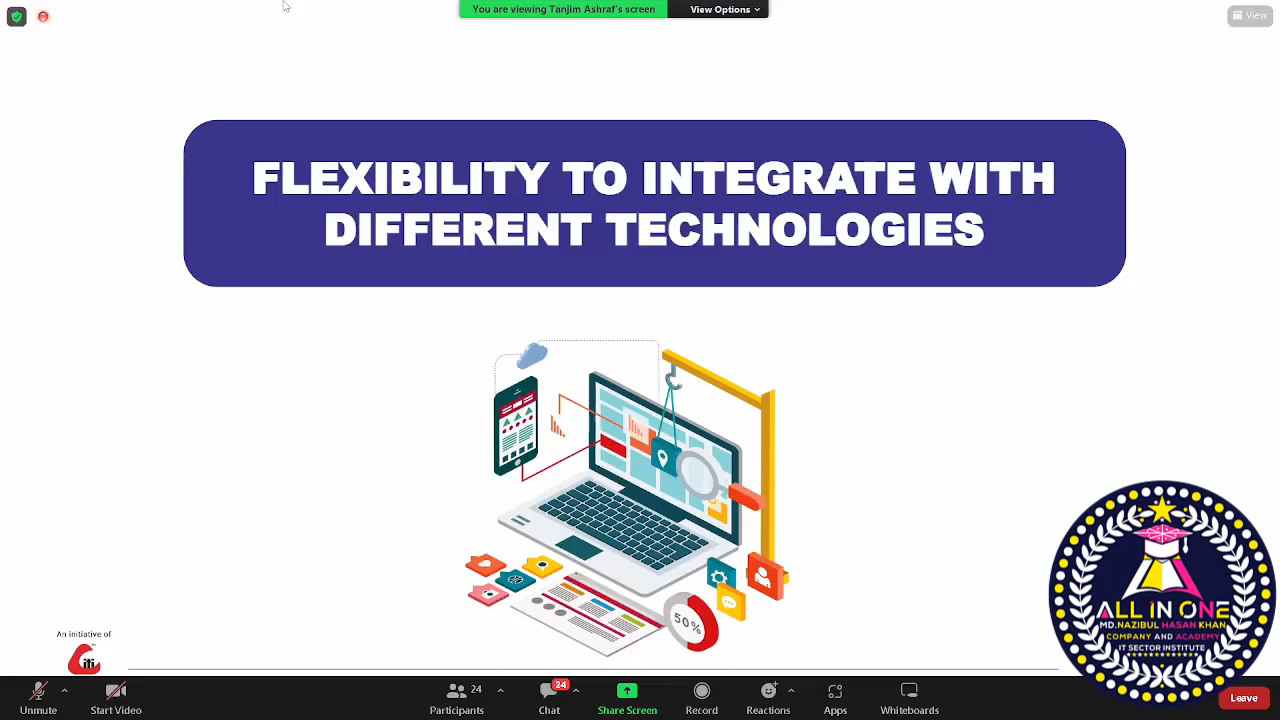 You are viewing Tanjim Ashraf's screen
View Options
View
FLEXIBILITY TO INTEGRATE WITH
DIFFERENT TECHNOLOGIES
50%
ALL IN ONE
MD.NAZIBUL HASAN KHAN
COMPANY AND ACADEMY
IT SECTOR INSTITUTE
An initiative of
Unmute
Start Video
24
Participants
24
Chat
Share Screen
Record
Reactions
Apps
Whiteboards
Leave